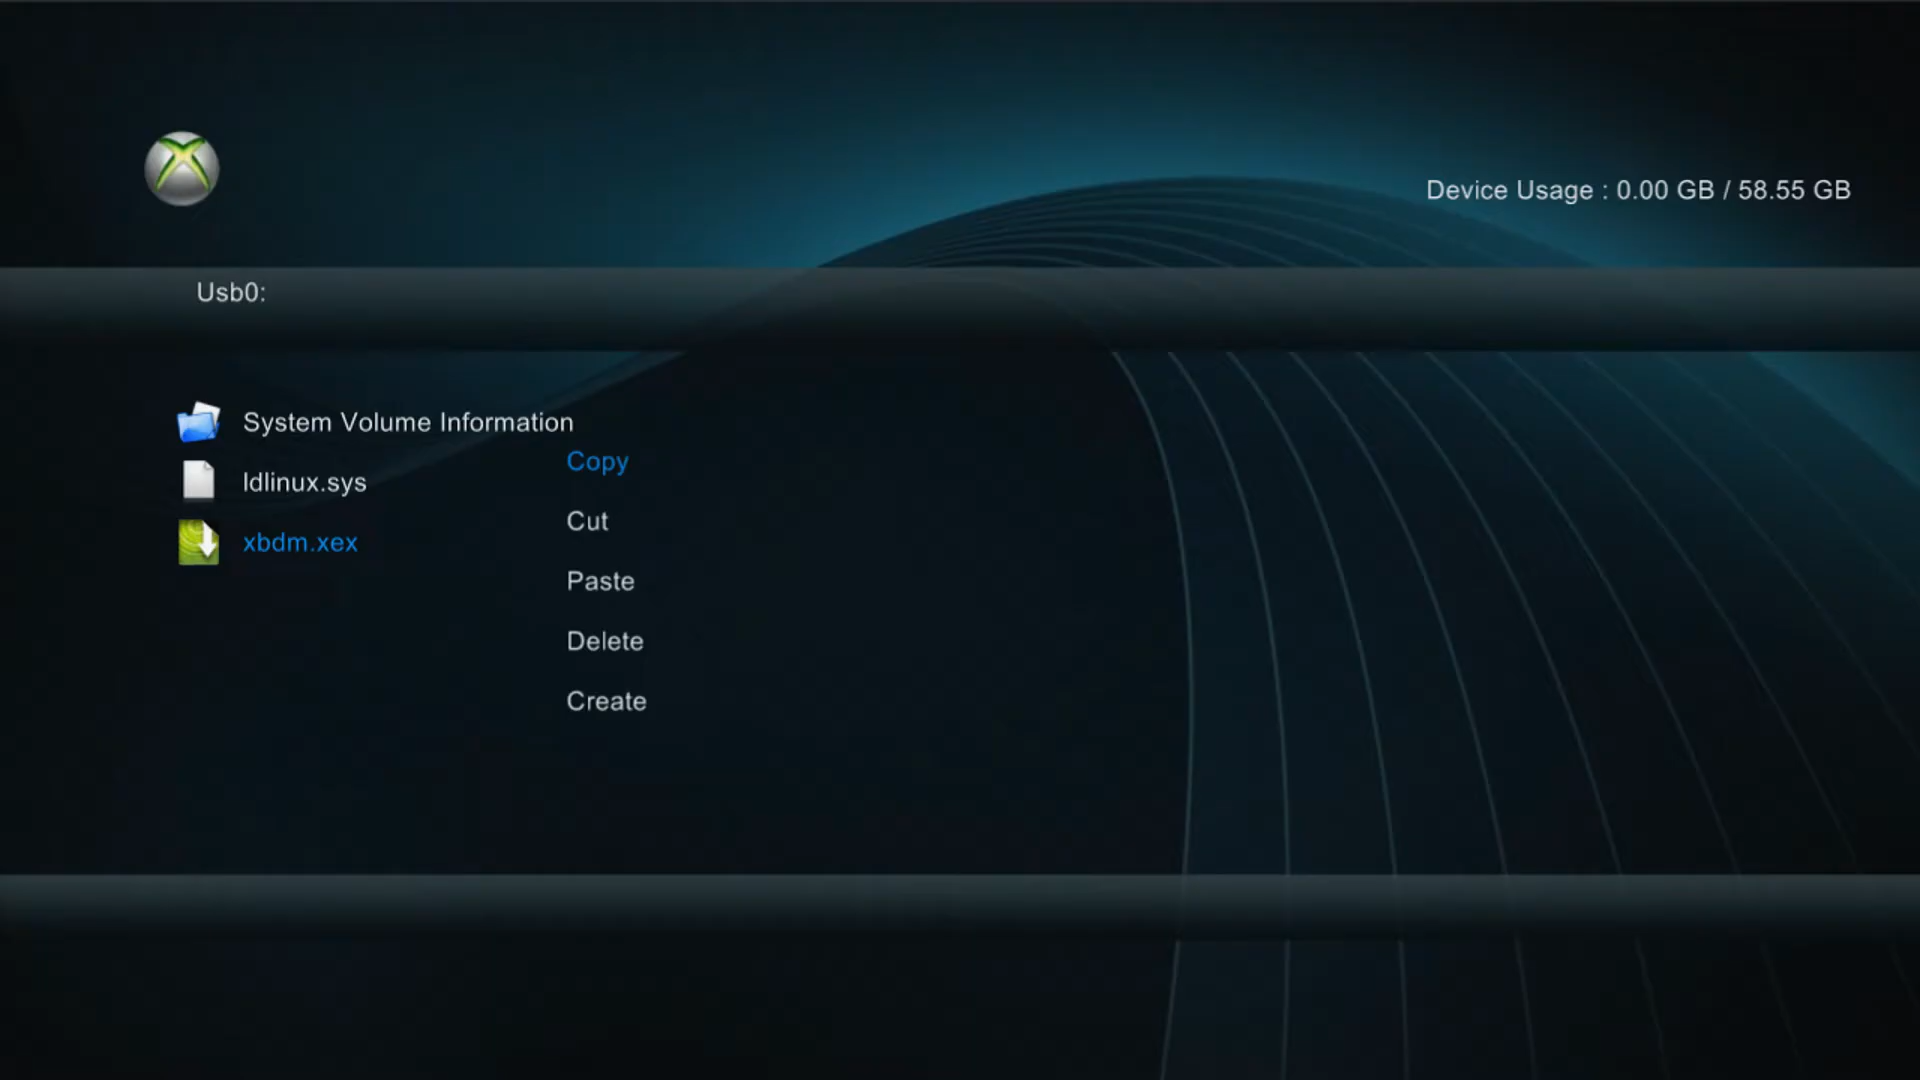 Device Usage : 0.00 GB / 58.55 GB
Usb0:
System Volume Information
ldlinux.sys
xbdm.xex
Copy
Cut
Paste
Delete
Create